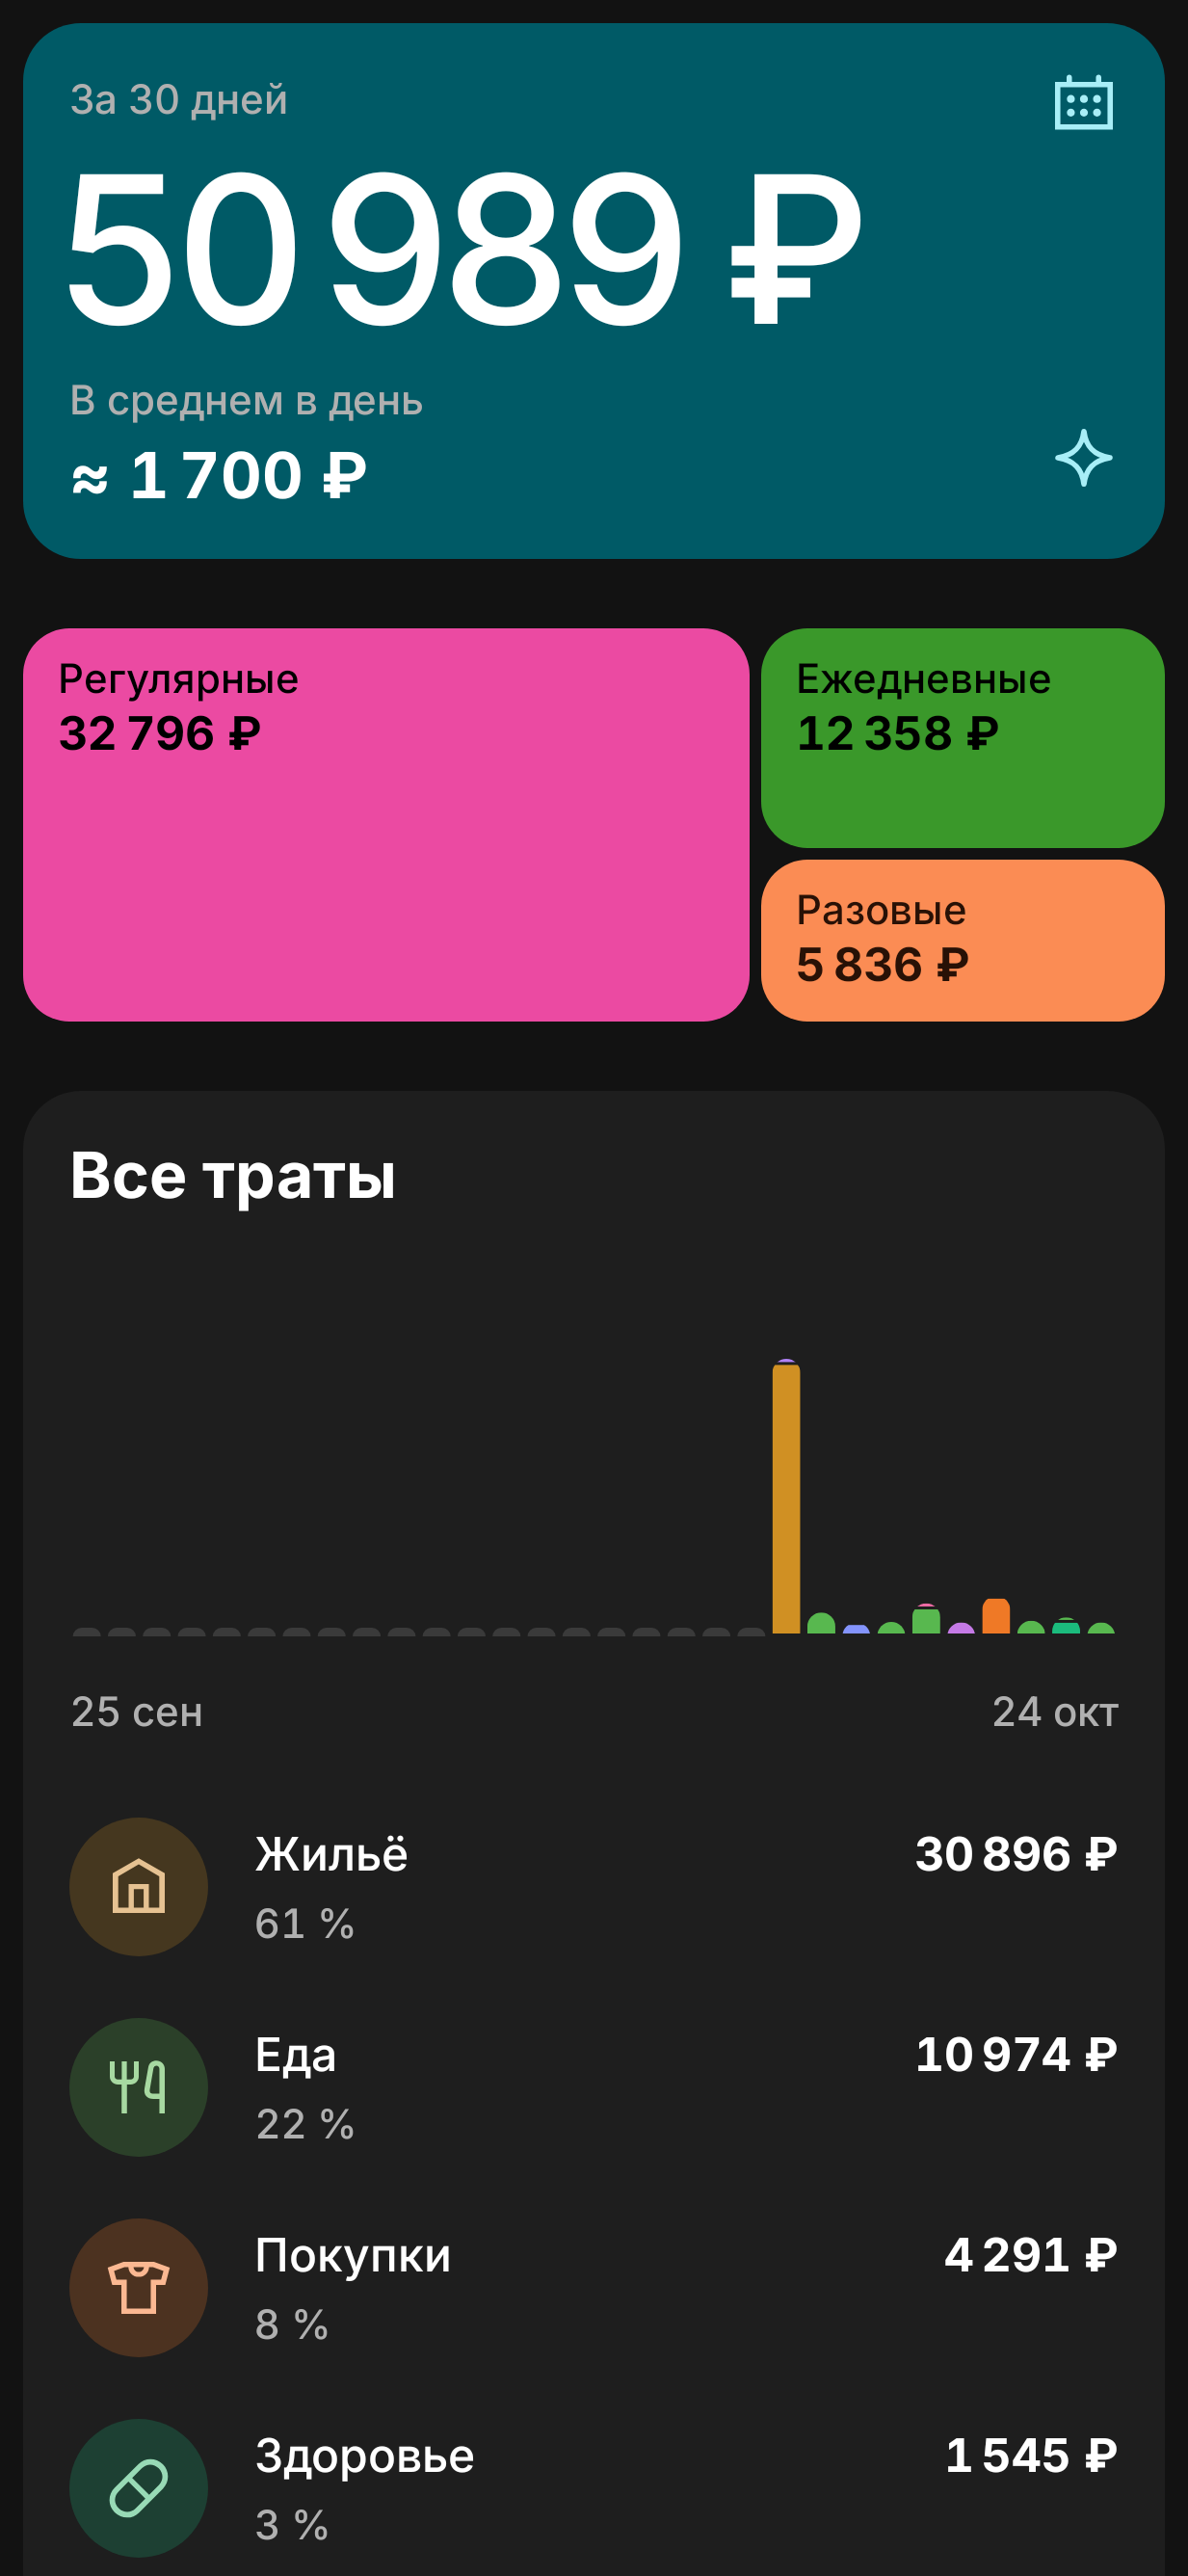 За 30 дней
50 989 ₽
В среднем в день
≈ 1 700 ₽
Регулярные
32 796 ₽
Ежедневные
12 358 ₽
Разовые
5 836 ₽
Все траты
25 сен
24 окт
Жильё
30 896 ₽
61 %
Еда
10 974 ₽
22 %
Покупки
4 291 ₽
8 %
Здоровье
1 545 ₽
3 %